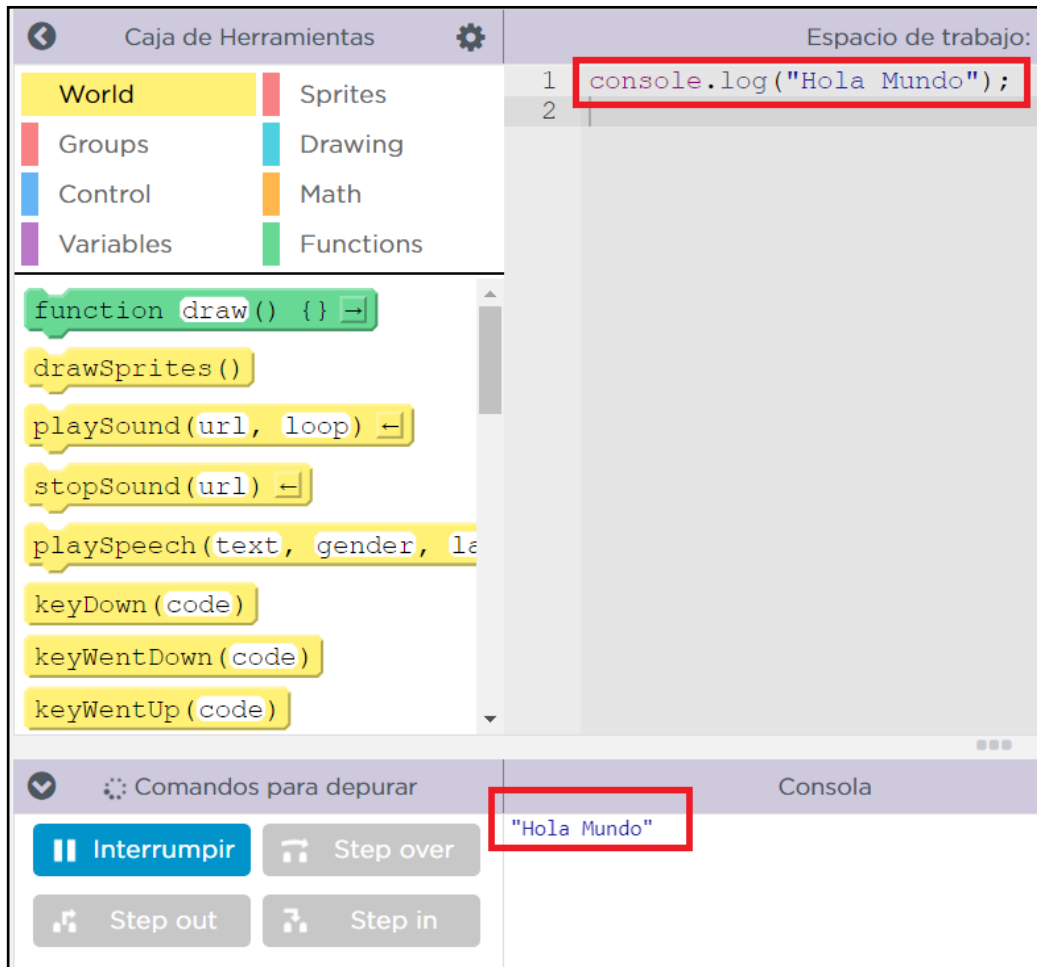 Caja de Herramientas
Espacio de trabajo:
World
Sprites
Groups
Drawing
Control
Math
Variables
Functions
function draw() {} →
drawSprites()
playSound(url, loop) ←
stopSound(url) ←
playSpeech(text, gender, la
keyDown(code)
keyWentDown(code)
keyWentUp(code)
1 console.log("Hola Mundo");
2
Comandos para depurar
Interrumpir
Step over
Step out
Step in
Consola
"Hola Mundo"